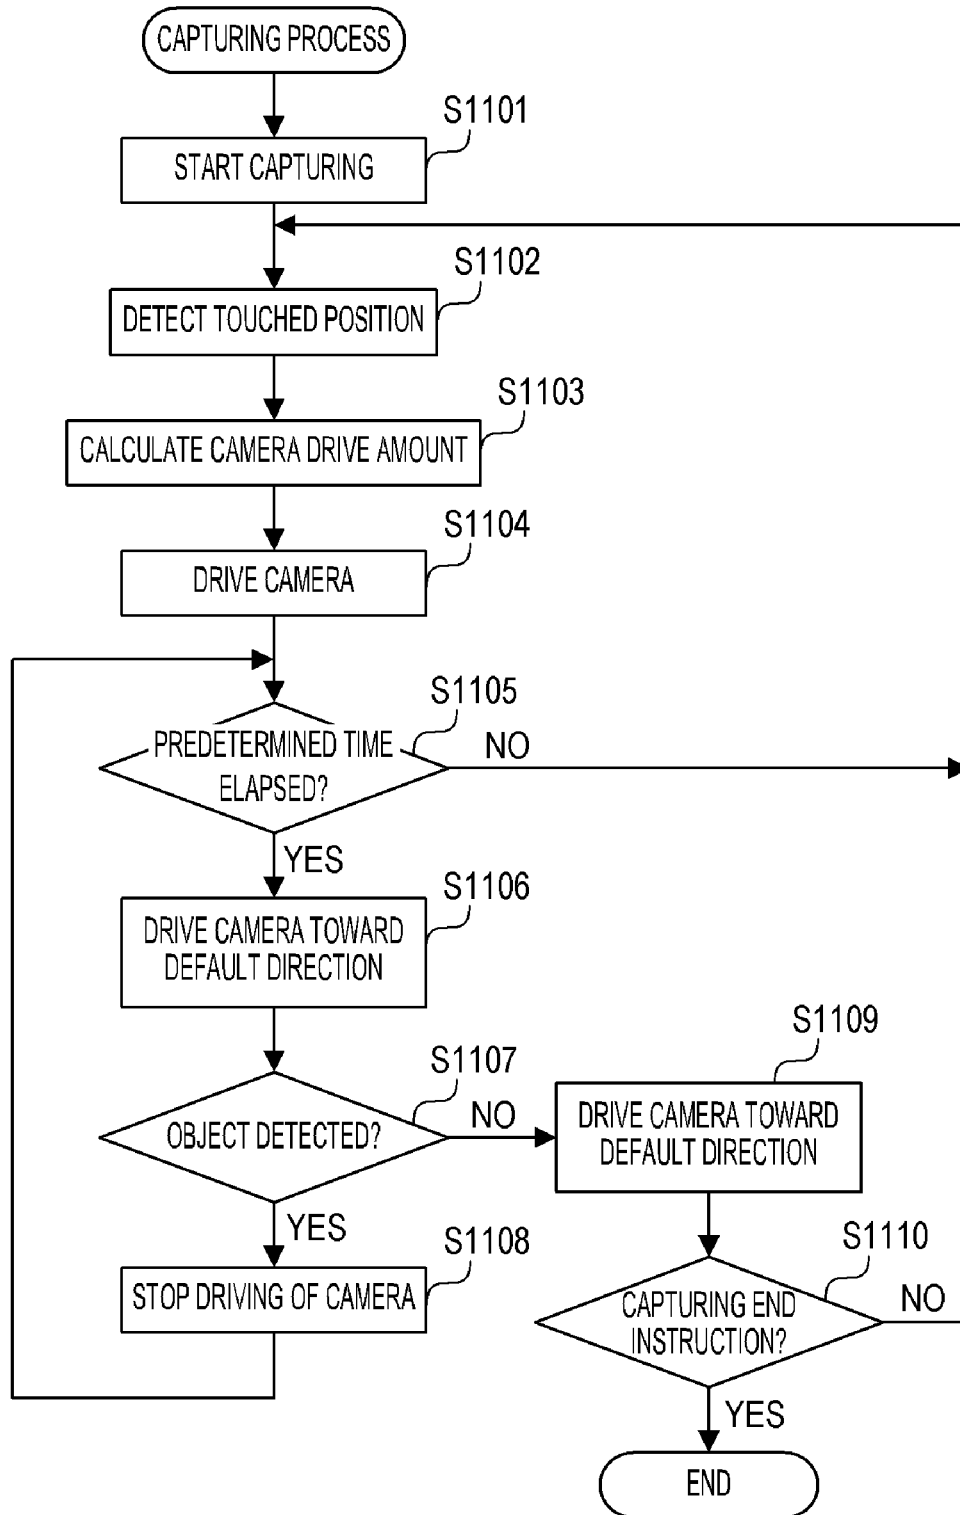 CAPTURING PROCESS
S1101
START CAPTURING
S1102
DETECT TOUCHED POSITION
S1103
CALCULATE CAMERA DRIVE AMOUNT
S1104
DRIVE CAMERA
S1105
PREDETERMINED TIME
ELAPSED?
NO
YES
S1106
DRIVE CAMERA TOWARD
DEFAULT DIRECTION
S1107
OBJECT DETECTED?
NO
YES
S1108
STOP DRIVING OF CAMERA
S1109
DRIVE CAMERA TOWARD
DEFAULT DIRECTION
S1110
CAPTURING END
INSTRUCTION?
NO
YES
END